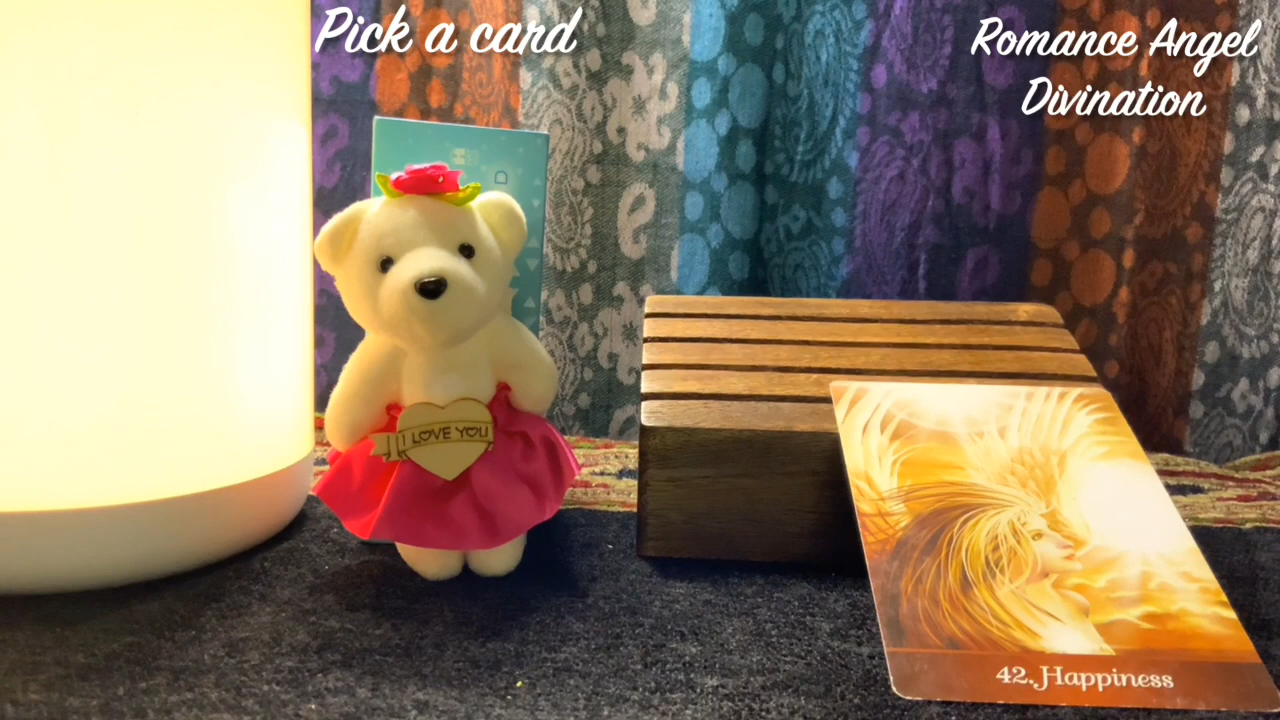 Pick a card
Romance Angel
Divination
I LOVE YOU
42. Happiness